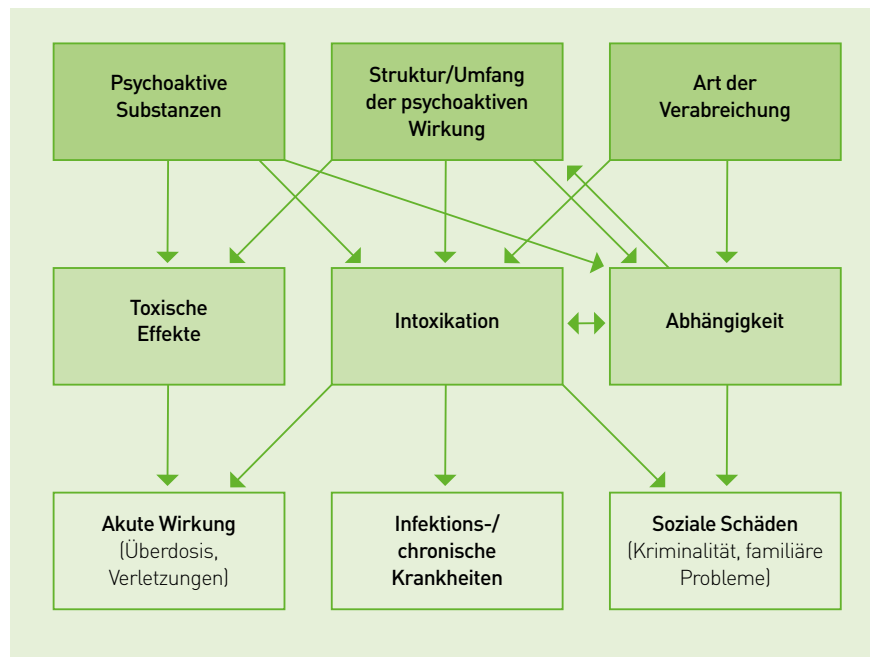 Psychoaktive
Substanzen
Struktur/Umfang
der psychoaktiven
Wirkung
Art der
Verabreichung
Toxische
Effekte
Intoxikation
Abhängigkeit
Akute Wirkung
(Überdosis,
Verletzungen)
Infektions-/
chronische
Krankheiten
Soziale Schäden
(Kriminalität, familiäre
Probleme)